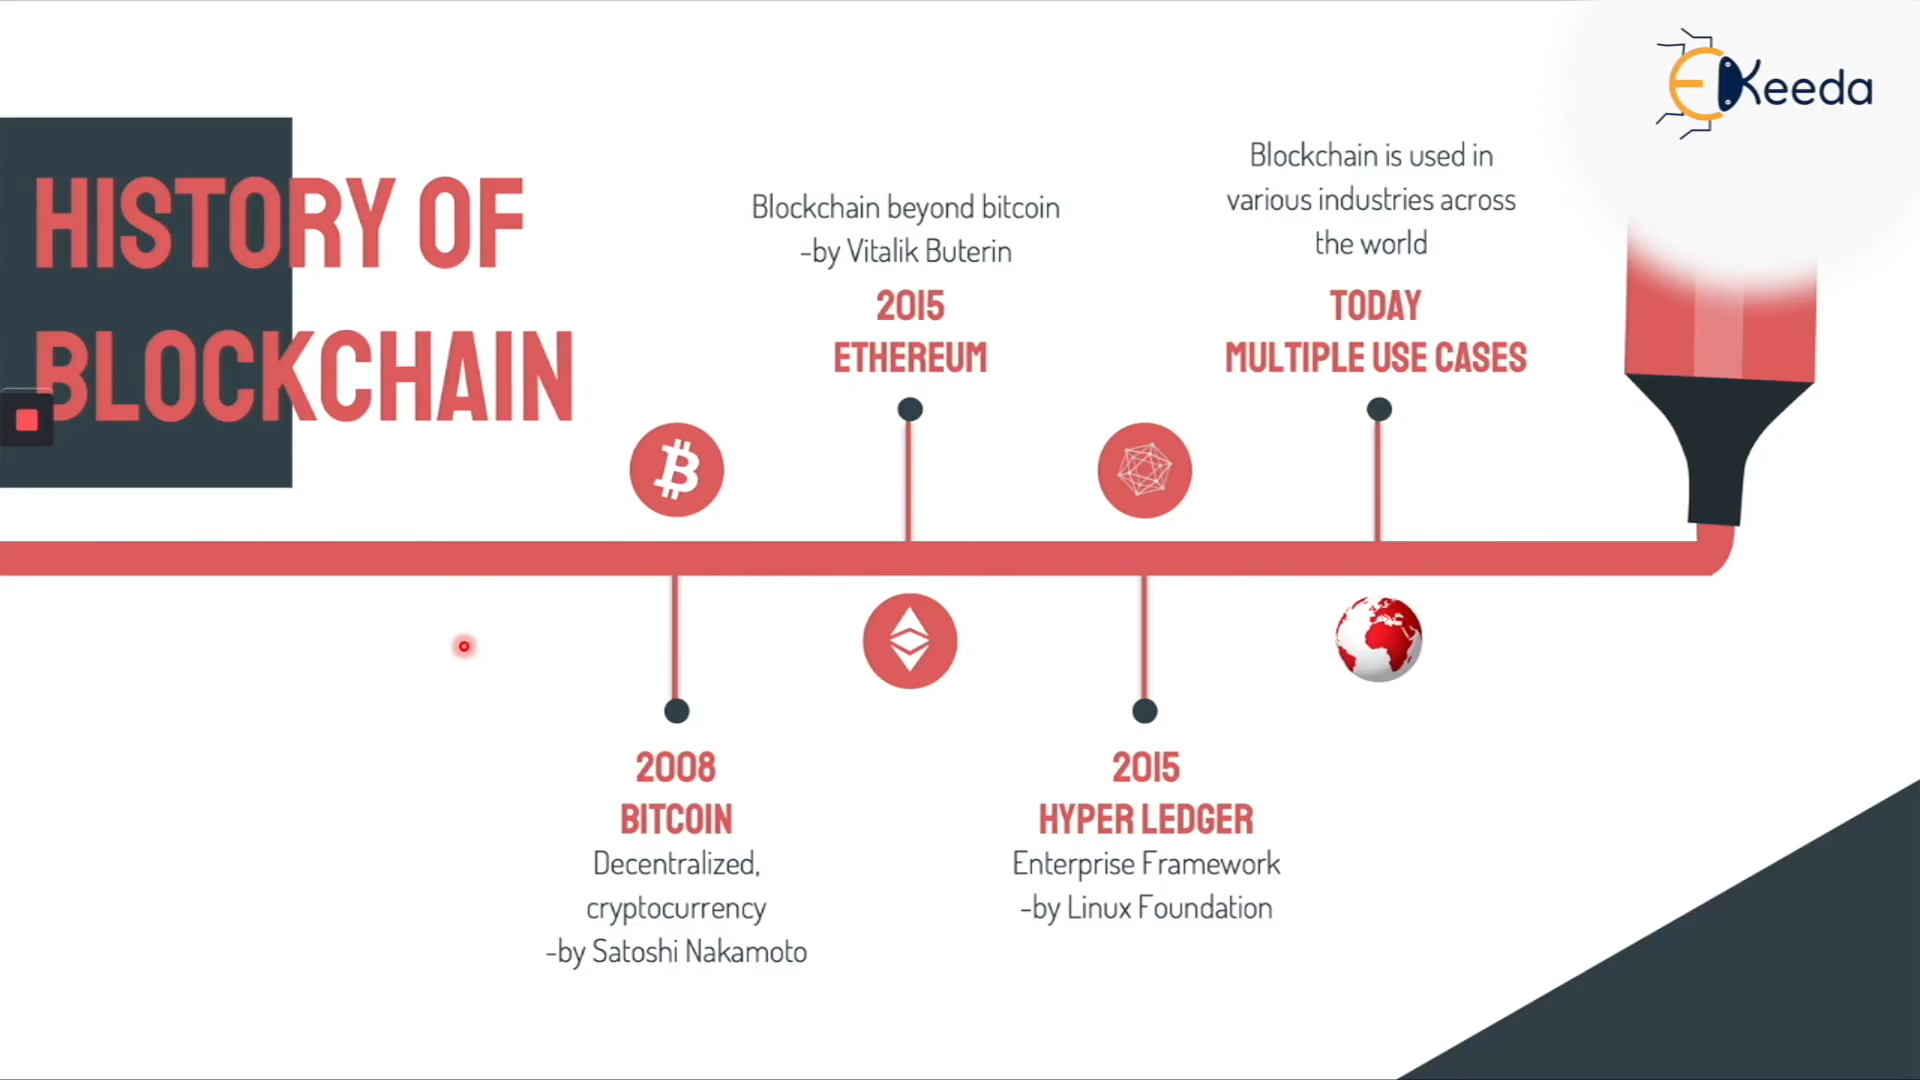 EKeeda
HISTORY OF
BLOCKCHAIN
Blockchain beyond bitcoin
-by Vitalik Buterin
2015
ETHEREUM
Blockchain is used in
various industries across
the world
TODAY
MULTIPLE USE CASES
2008
BITCOIN
Decentralized,
cryptocurrency
-by Satoshi Nakamoto
2015
HYPER LEDGER
Enterprise Framework
-by Linux Foundation